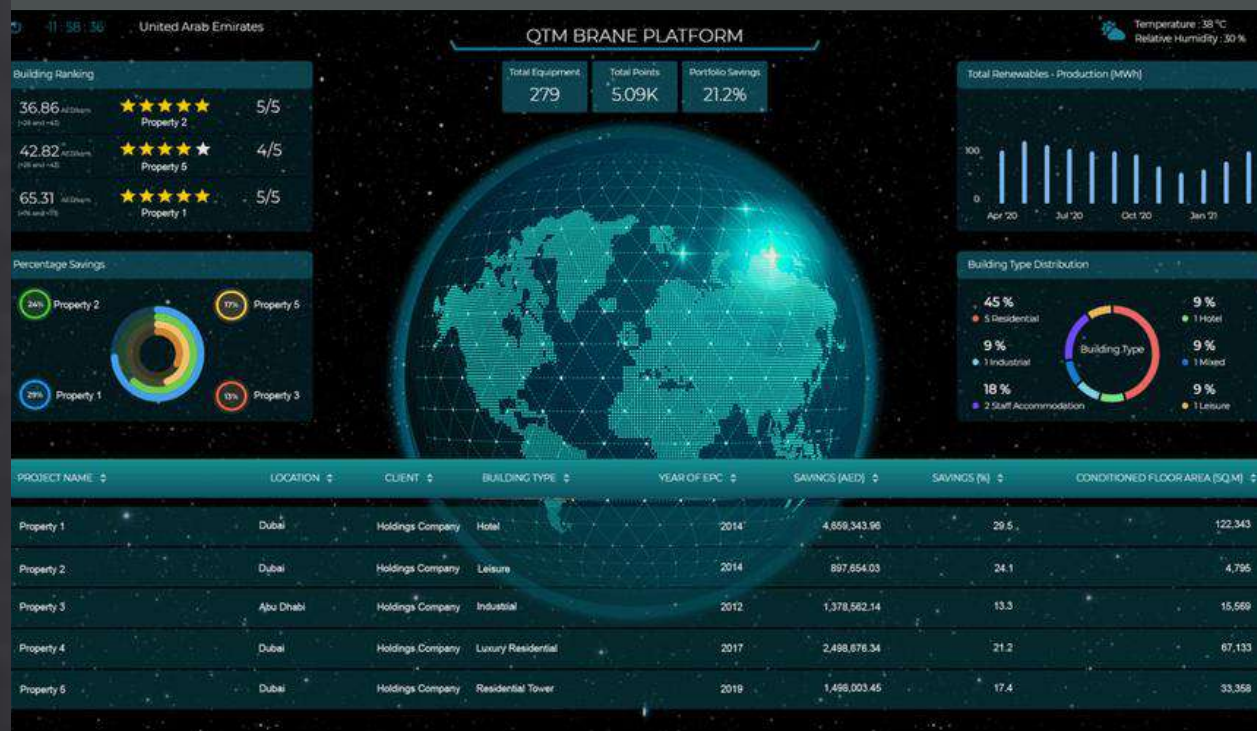 11 : 58 : 36
United Arab Emirates
QTM BRANE PLATFORM
Temperature : 38 °C
Relative Humidity : 30 %
Building Ranking
36.86
Property 2
5/5
42.82
Property 5
4/5
65.31
Property 1
5/5
Total Equipment
279
Total Points
5.09K
Portfolio Savings
21.2%
Total Renewables - Production (MWh)
100
0
Apr '20
Jul '20
Oct '20
Jan '21
Percentage Savings
24% Property 2
17% Property 5
29% Property 1
13% Property 3
Building Type Distribution
45 %
5 Residential
9 %
1 Industrial
18 %
2 Staff Accommodation
Building Type
9 %
1 Hotel
9 %
1 Mixed
9 %
1 Leisure
PROJECT NAME LOCATION CLIENT BUILDING TYPE YEAR OF EPC SAVINGS (AED) SAVINGS (%) CONDITIONED FLOOR AREA (SQ.M)
Property 1 Dubai Holdings Company Hotel 2014 4,659,343.96 29.5 122,343
Property 2 Dubai Holdings Company Leisure 2014 897,654.03 24.1 4,795
Property 3 Abu Dhabi Holdings Company Industrial 2012 1,378,562.14 13.3 15,569
Property 4 Dubai Holdings Company Luxury Residential 2017 2,498,676.34 21.2 67,133
Property 5 Dubai Holdings Company Residential Tower 2019 1,498,003.45 17.4 33,358